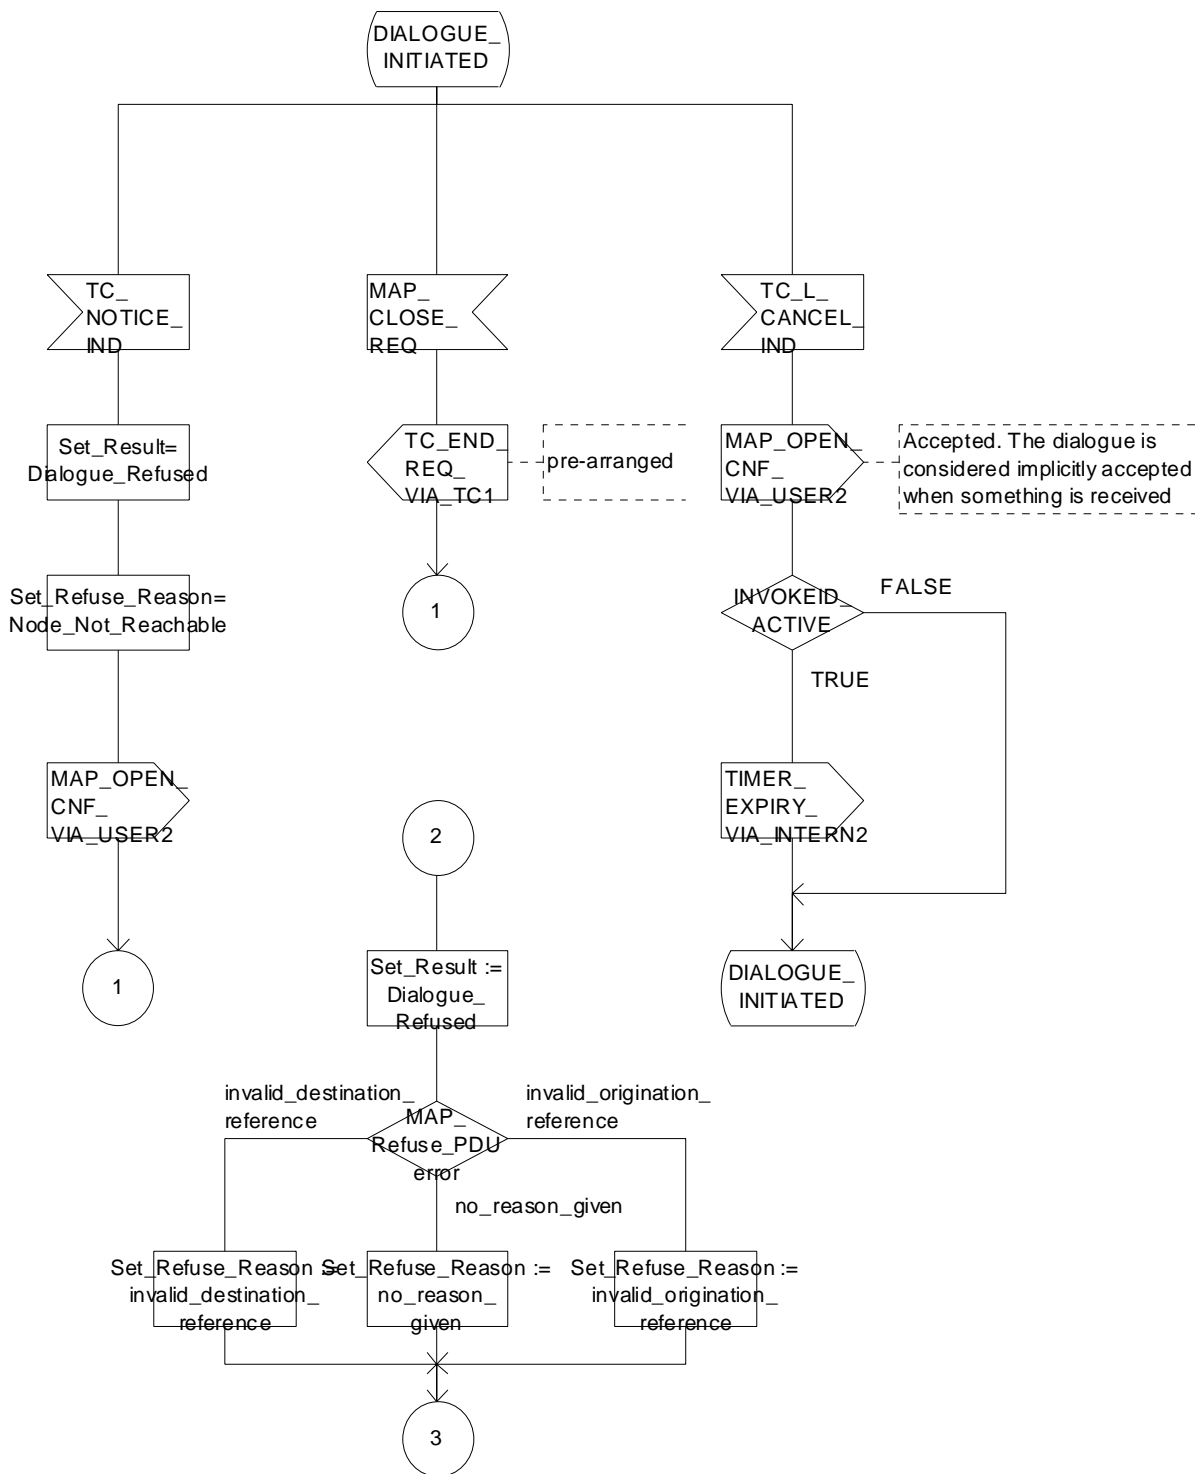 DIALOGUE_
INITIATED
TC_
NOTICE_
IND
MAP_
CLOSE_
REQ
TC_L_
CANCEL_
IND
Set_Result=
Dialogue_Refused
TC_END_
REQ_
VIA_TC1
pre-arranged
MAP_OPEN_
CNF_
VIA_USER2
Accepted. The dialogue is
considered implicitly accepted
when something is received
Set_Refuse_Reason=
Node_Not_Reachable
1
INVOKEID_
ACTIVE
FALSE
TRUE
MAP_OPEN_
CNF_
VIA_USER2
2
TIMER_
EXPIRY_
VIA_INTERN2
1
Set_Result :=
Dialogue_
Refused
DIALOGUE_
INITIATED
invalid_destination_
reference
MAP_
Refuse_PDU
error
invalid_origination_
reference
no_reason_given
Set_Refuse_Reason :=
invalid_destination_
reference
Set_Refuse_Reason :=
no_reason_
given
Set_Refuse_Reason :=
invalid_origination_
reference
3